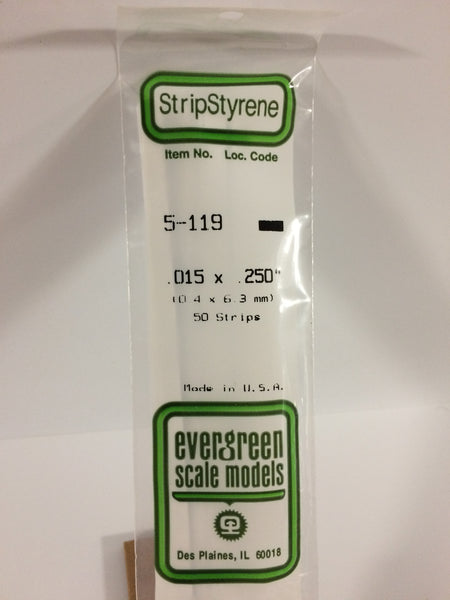 StripStyrene
Item No. Loc. Code
5-119
.015 x .250"
(0.4 x 6.3 mm)
50 Strips
Made in U.S.A.
evergreen
scale models
Des Plaines, IL 60018